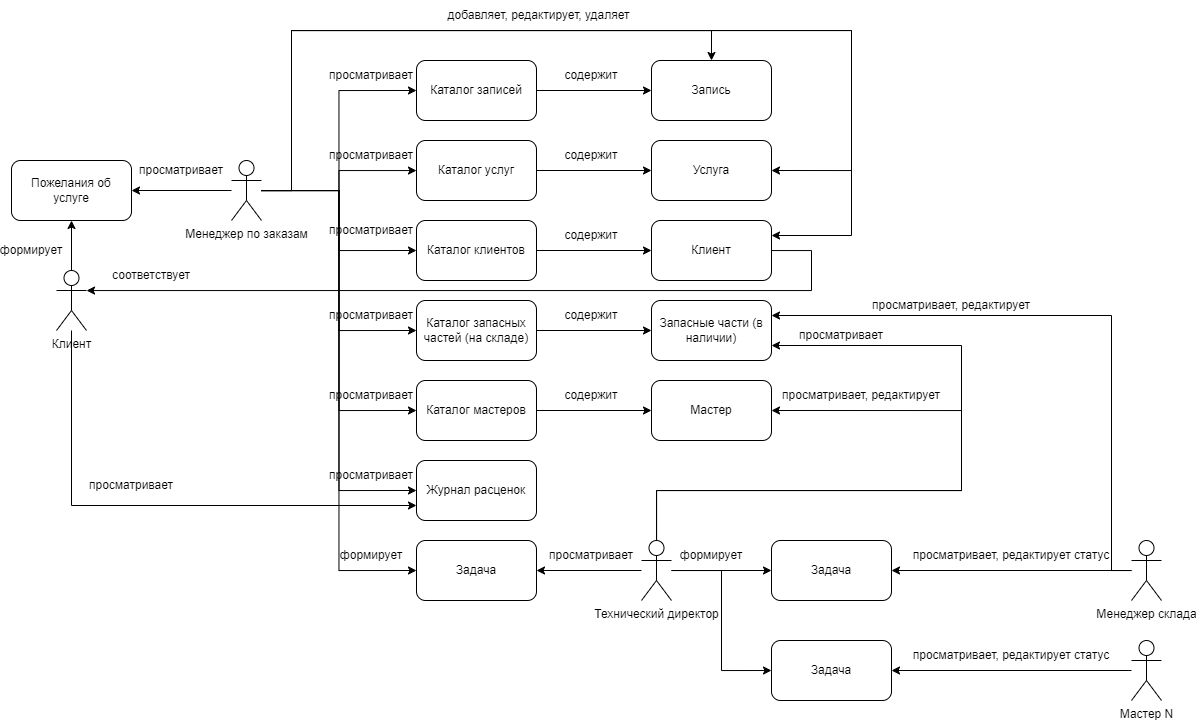 добавляет, редактирует, удаляет
просматривает
Каталог записей
содержит
Запись
просматривает
Каталог услуг
содержит
Услуга
Пожелания об
услуге
просматривает
Менеджер по заказам
просматривает
Каталог клиентов
содержит
Клиент
формирует
соответствует
Клиент
просматривает
Каталог запасных
частей (на складе)
содержит
Запасные части (в
наличии)
просматривает, редактирует
просматривает
просматривает
Каталог мастеров
содержит
Мастер
просматривает, редактирует
просматривает
просматривает
Журнал расценок
формирует
Задача
просматривает
Технический директор
формирует
Задача
просматривает, редактирует статус
Менеджер склада
Задача
просматривает, редактирует статус
Мастер N